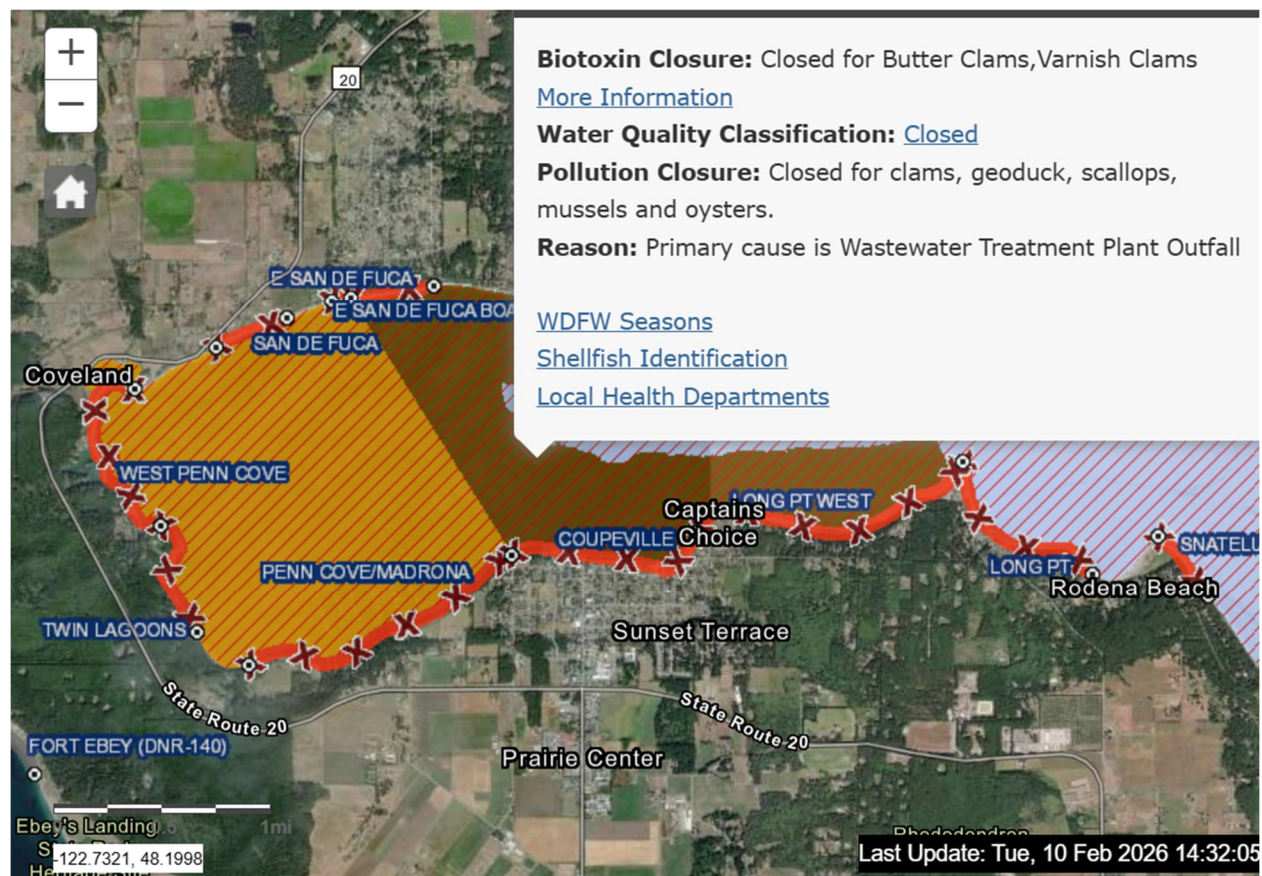 +
−
20
Biotoxin Closure: Closed for Butter Clams,Varnish Clams
More Information
Water Quality Classification: Closed
Pollution Closure: Closed for clams, geoduck, scallops,
mussels and oysters.
Reason: Primary cause is Wastewater Treatment Plant Outfall
WDFW Seasons
Shellfish Identification
Local Health Departments
E SAN DE FUCA
E SAN DE FUCA BOA
SAN DE FUCA
Coveland
WEST PENN COVE
LONG PT WEST
Captains
Choice
COUPEVILLE
SNATELU
PENN COVE/MADRONA
LONG PT
Rodena Beach
TWIN LAGOONS
Sunset Terrace
State Route 20
State Route 20
FORT EBEY (DNR-140)
Prairie Center
1mi
Ebey's Landing
-122.7321, 48.1998
Rhododendron
Last Update: Tue, 10 Feb 2026 14:32:05